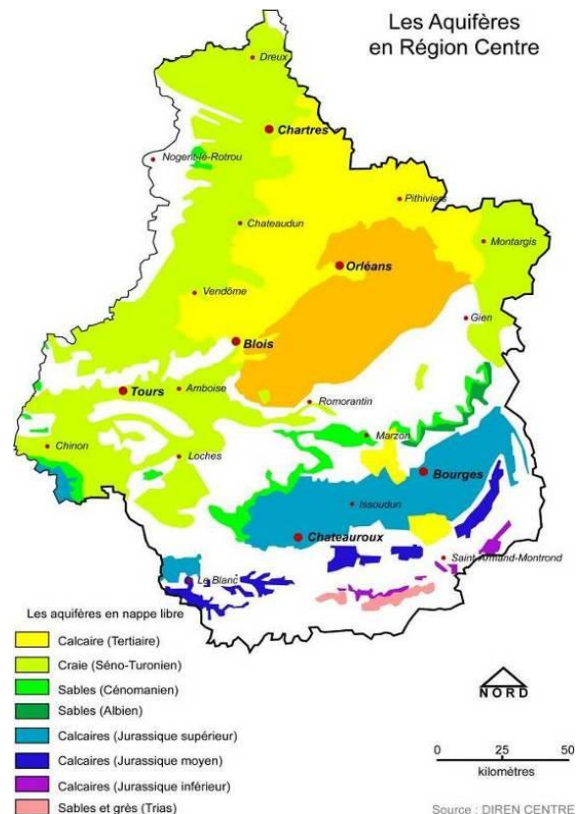 Les Aquifères
en Région Centre
Dreux
Chartres
Nogent-le-Rotrou
Pithiviers
Chateaudun
Montargis
Orléans
Vendôme
Gien
Blois
Tours
Amboise
Romorantin
Chinon
Loches
Marzon
Bourges
Issoudun
Chateauroux
Saint-Amand-Montrond
Le Blanc
Les aquifères en nappe libre
Calcaire (Tertiaire)
Craie (Séno-Turonien)
Sables (Cénomanien)
Sables (Albien)
Calcaires (Jurassique supérieur)
Calcaires (Jurassique moyen)
Calcaires (Jurassique inférieur)
Sables et grès (Trias)
NORD
0 25 50
kilomètres
Source : DIREN CENTRE